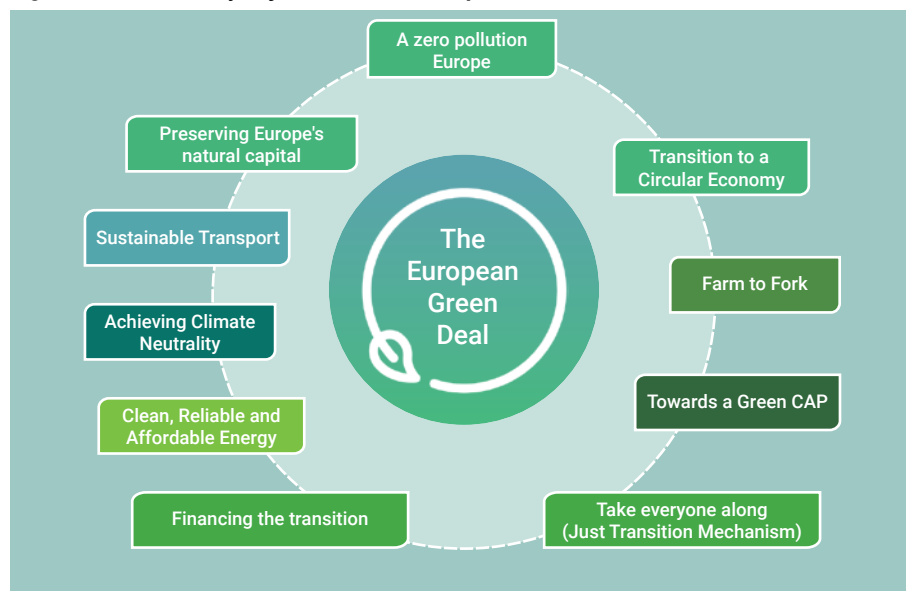 A zero pollution
Europe
Preserving Europe's
natural capital
Transition to a
Circular Economy
Sustainable Transport
The
European
Green
Deal
Farm to Fork
Achieving Climate
Neutrality
Towards a Green CAP
Clean, Reliable and
Affordable Energy
Financing the transition
Take everyone along
(Just Transition Mechanism)